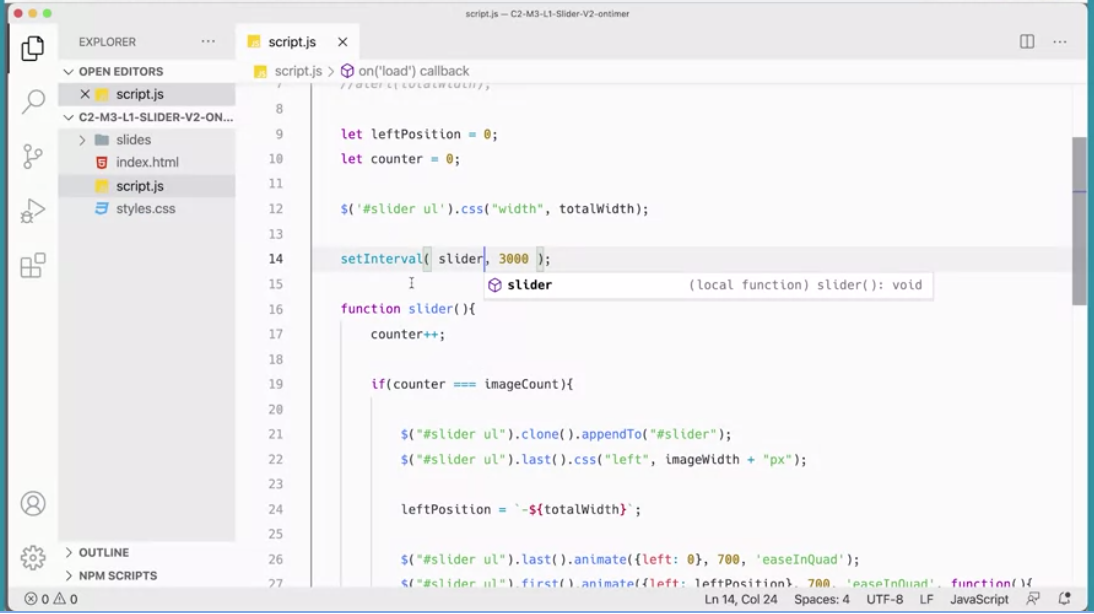 script.js — C2-M3-L1-Slider-V2-ontimer
EXPLORER
script.js
OPEN EDITORS
script.js
C2-M3-L1-SLIDER-V2-ON...
slides
index.html
script.js
styles.css
OUTLINE
NPM SCRIPTS
script.js > on('load') callback
7 //alert(totalWidth);
8
9 let leftPosition = 0;
10 let counter = 0;
11
12 $('#slider ul').css("width", totalWidth);
13
14 setInterval( slider, 3000 );
slider (local function) slider(): void
15
16 function slider(){
17 counter++;
18
19 if(counter === imageCount){
20
21 $("#slider ul").clone().appendTo("#slider");
22 $("#slider ul").last().css("left", imageWidth + "px");
23
24 leftPosition = `-${totalWidth}`;
25
26 $("#slider ul").last().animate({left: 0}, 700, 'easeInQuad');
27 $("#slider ul").first().animate({left: leftPosition}, 700, 'easeInQuad', function(){
0 0
Ln 14, Col 24 Spaces: 4 UTF-8 LF JavaScript